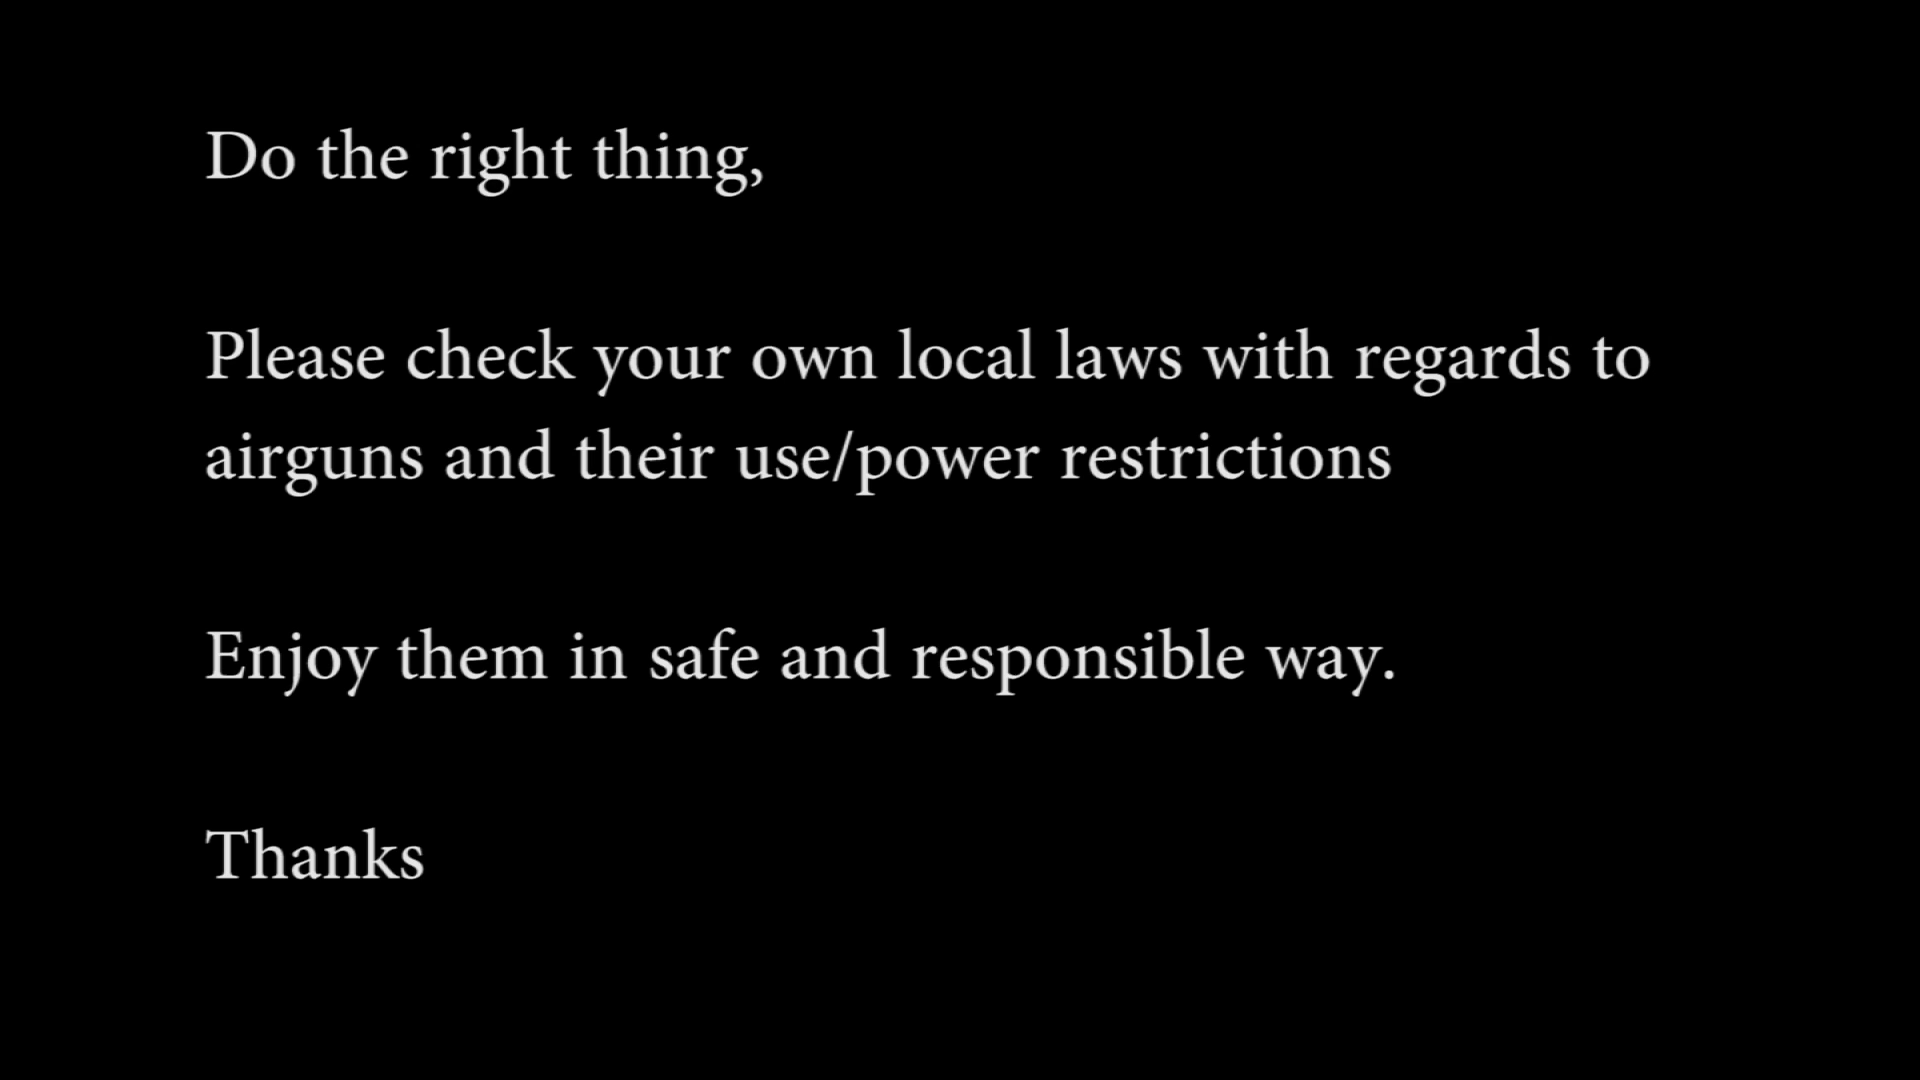 Do the right thing,
Please check your own local laws with regards to
airguns and their use/power restrictions
Enjoy them in safe and responsible way.
Thanks